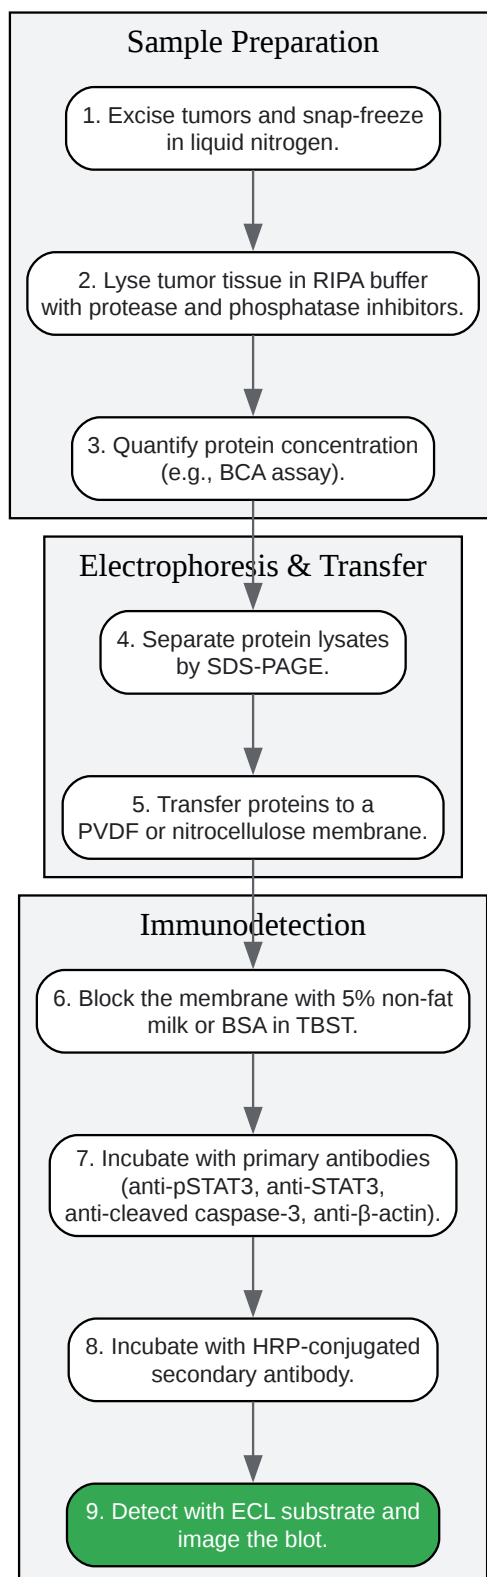 Sample Preparation
1. Excise tumors and snap-freeze
in liquid nitrogen.
2. Lyse tumor tissue in RIPA buffer
with protease and phosphatase inhibitors.
3. Quantify protein concentration
(e.g., BCA assay).
Electrophoresis & Transfer
4. Separate protein lysates
by SDS-PAGE.
5. Transfer proteins to a
PVDF or nitrocellulose membrane.
Immunodetection
6. Block the membrane with 5% non-fat
milk or BSA in TBST.
7. Incubate with primary antibodies
(anti-pSTAT3, anti-STAT3,
anti-cleaved caspase-3, anti-β-actin).
8. Incubate with HRP-conjugated
secondary antibody.
9. Detect with ECL substrate and
image the blot.